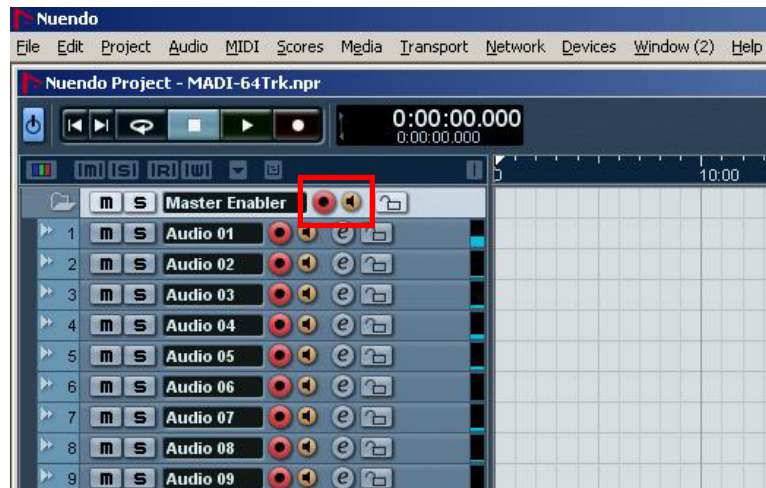 Nuendo
File Edit Project Audio MIDI Scores Media Transport Network Devices Window (2) Help
Nuendo Project - MADI-64Trk.npr
0:00:00.000
0:00:00.000
m S R W
10:00
m S Master Enabler
1 m S Audio 01 e
2 m S Audio 02 e
3 m S Audio 03 e
4 m S Audio 04 e
5 m S Audio 05 e
6 m S Audio 06 e
7 m S Audio 07 e
8 m S Audio 08 e
9 m S Audio 09 e